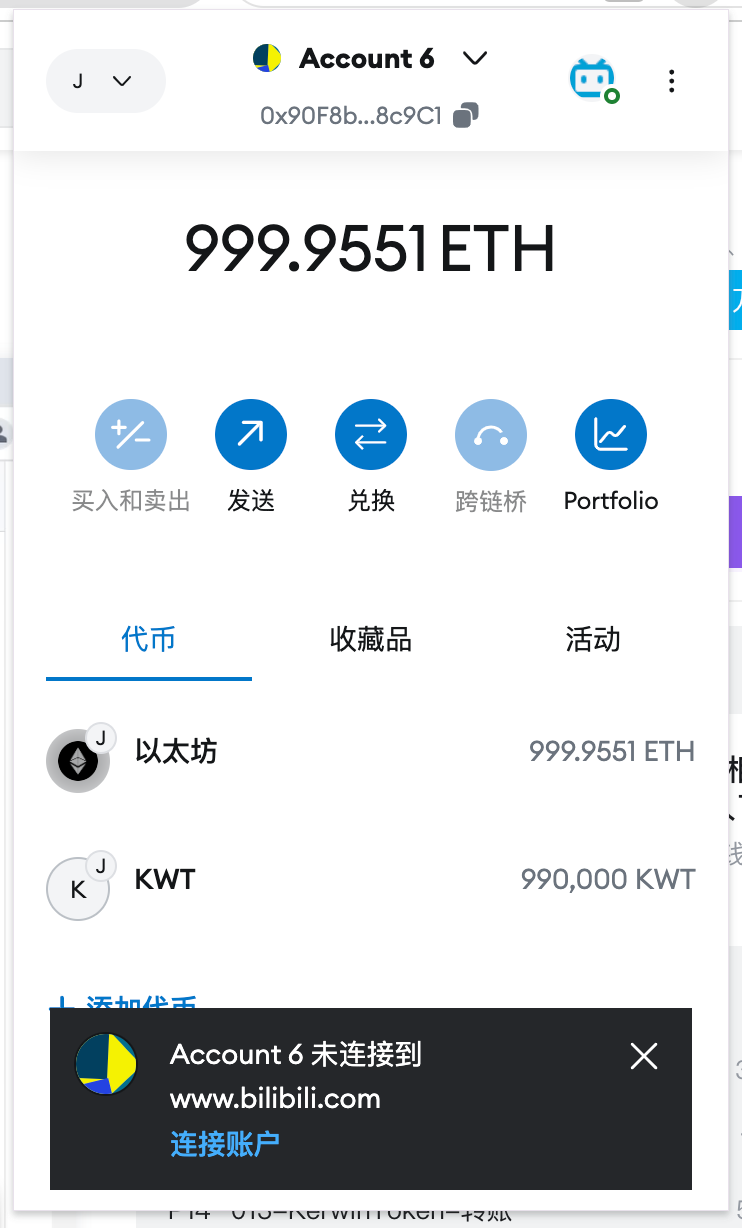 J
Account 6
0x90F8b...8c9C1
999.9551 ETH
买入和卖出
发送
兑换
跨链桥
Portfolio
代币
收藏品
活动
J
以太坊
999.9551 ETH
J
K
KWT
990,000 KWT
添加代币
Account 6 未连接到
www.bilibili.com
连接账户
P14 015-KerwinToken-转账